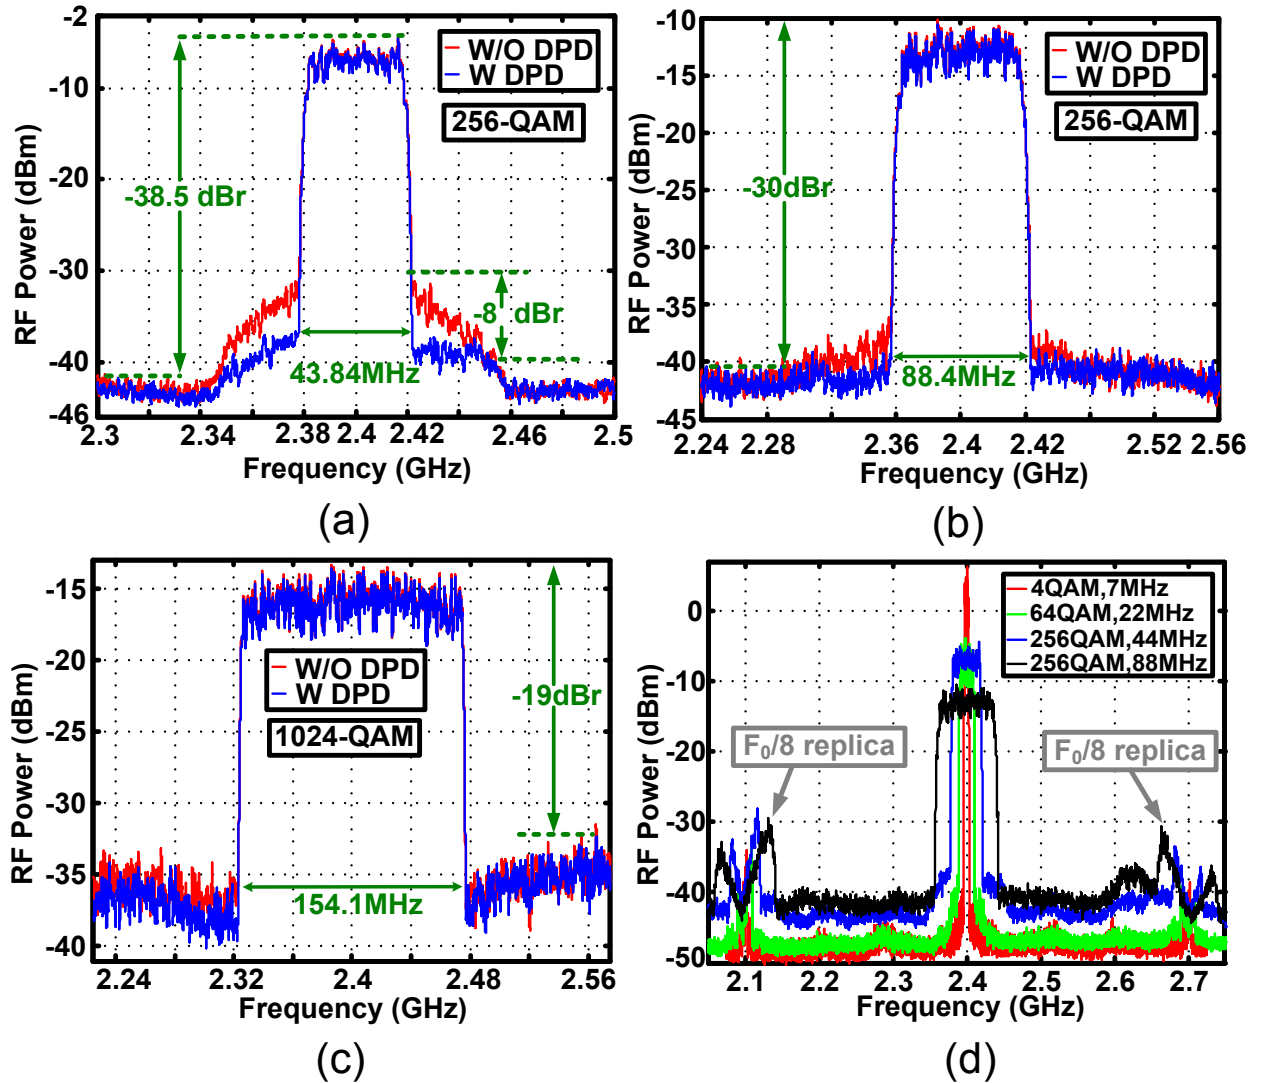 -2
-10
-20
-30
-40
-46
RF Power (dBm)
W/O DPD
W DPD
256-QAM
-38.5 dBr
-8 dBr
43.84MHz
2.3 2.34 2.38 2.4 2.42 2.46 2.5
Frequency (GHz)
(a)
-10
-15
-20
-25
-30
-35
-40
-45
RF Power (dBm)
W/O DPD
W DPD
256-QAM
-30dBr
88.4MHz
2.24 2.28 2.36 2.4 2.42 2.52 2.56
Frequency (GHz)
(b)
-15
-20
-25
-30
-35
-40
RF Power (dBm)
W/O DPD
W DPD
1024-QAM
-19dBr
154.1MHz
2.24 2.32 2.4 2.48 2.56
Frequency (GHz)
(c)
0
-10
-20
-30
-40
-50
RF Power (dBm)
4QAM,7MHz
64QAM,22MHz
256QAM,44MHz
256QAM,88MHz
F₀/8 replica
F₀/8 replica
2.1 2.2 2.3 2.4 2.5 2.6 2.7
Frequency (GHz)
(d)